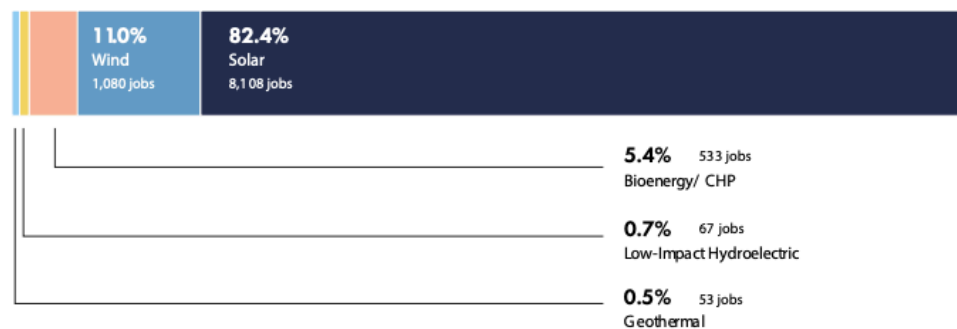 11.0%
Wind
1,080 jobs
82.4%
Solar
8,108 jobs
5.4% 533 jobs
Bioenergy/ CHP
0.7% 67 jobs
Low-Impact Hydroelectric
0.5% 53 jobs
Geothermal